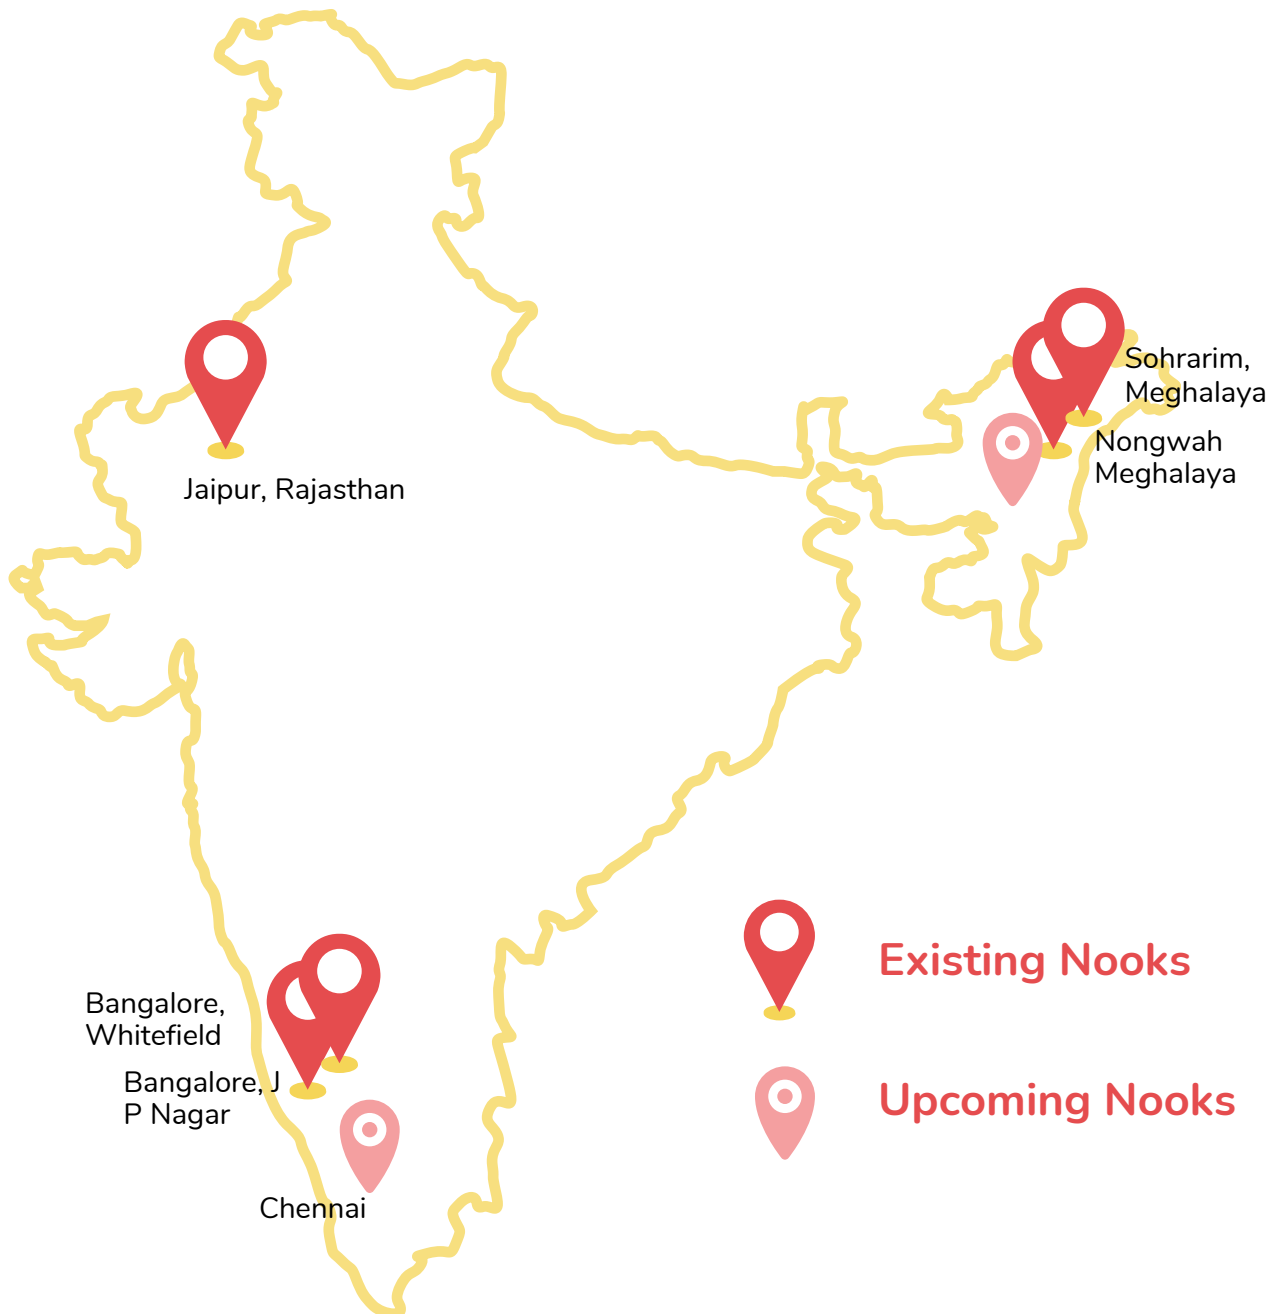 Sohrarim,
Meghalaya
Nongwah
Meghalaya
Jaipur, Rajasthan
Existing Nooks
Bangalore,
Whitefield
Bangalore, J
P Nagar
Upcoming Nooks
Chennai